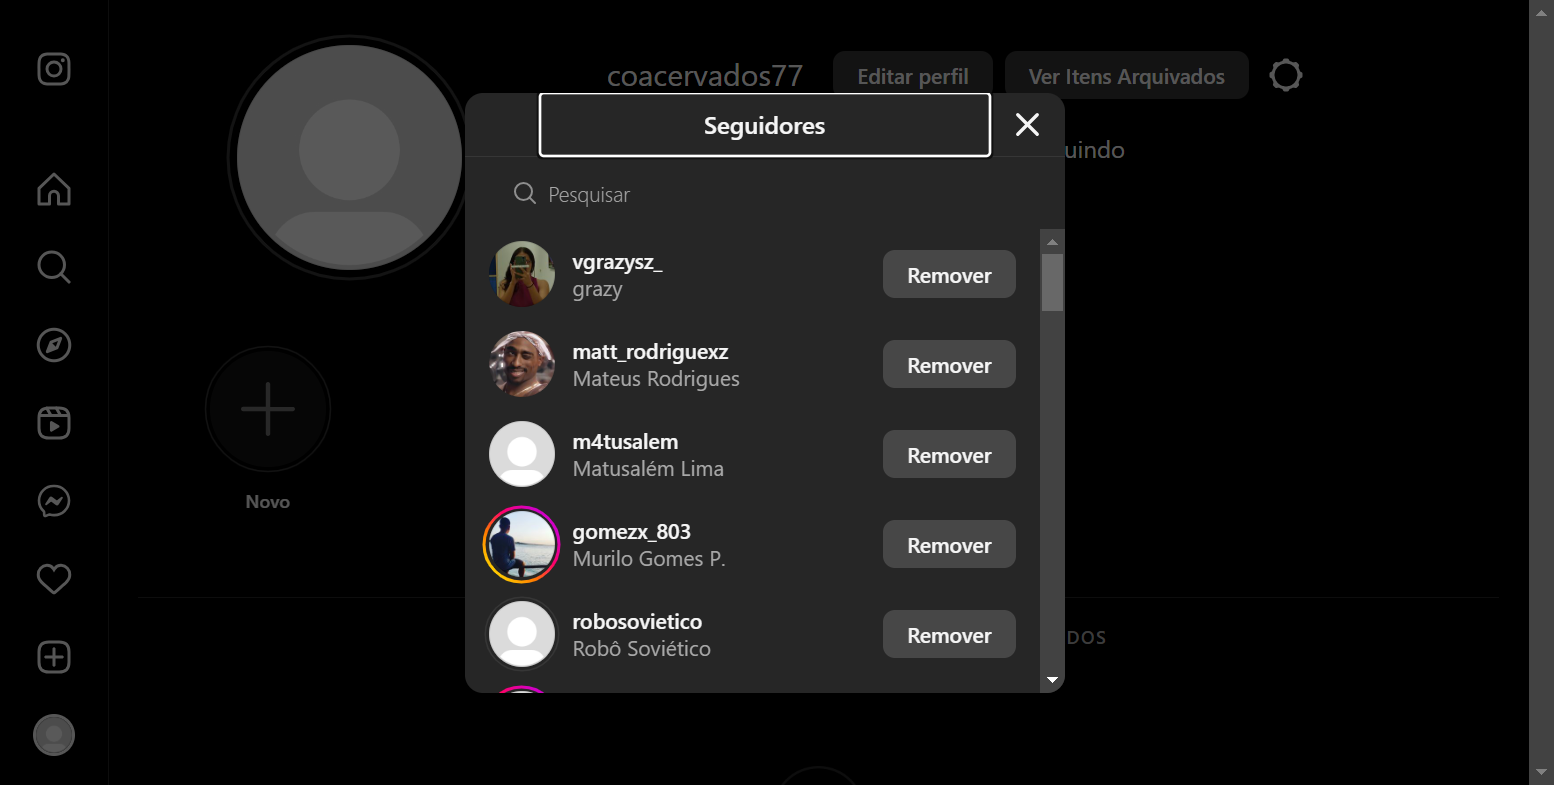 coacervados77
Editar perfil
Ver Itens Arquivados
Seguidores
uindo
Pesquisar
vgrazysz_
grazy
Remover
matt_rodriguexz
Mateus Rodrigues
Remover
m4tusalem
Matusalém Lima
Remover
gomezx_803
Murilo Gomes P.
Remover
Novo
robosovietico
Robô Soviético
Remover
DOS